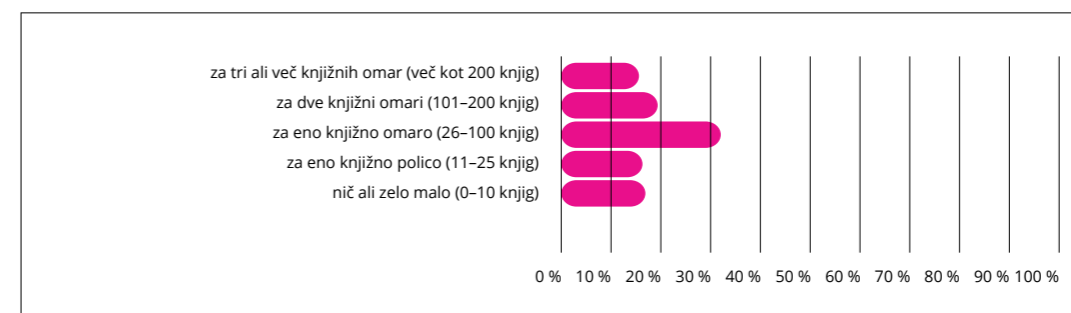 za tri ali več knjižnih omar (več kot 200 knjig)
za dve knjižni omari (101–200 knjig)
za eno knjižno omaro (26–100 knjig)
za eno knjižno polico (11–25 knjig)
nič ali zelo malo (0–10 knjig)
0 % 10 % 20 % 30 % 40 % 50 % 60 % 70 % 80 % 90 % 100 %